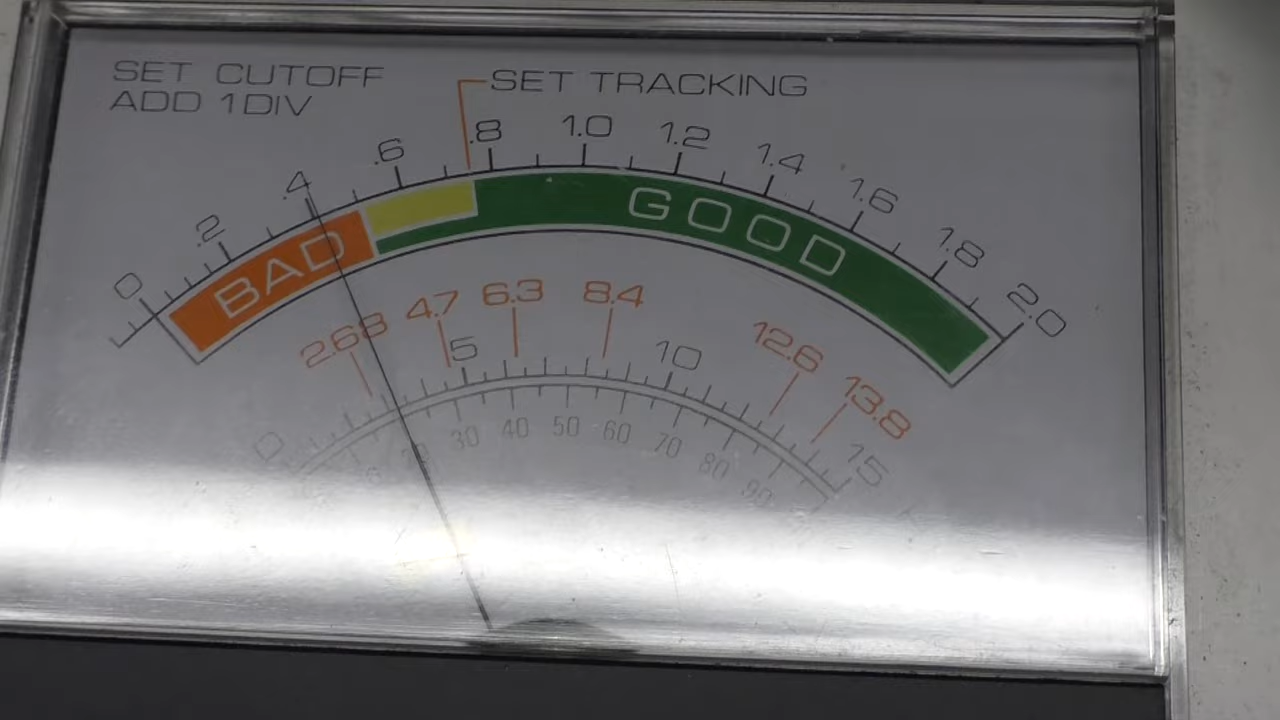 SET CUTOFF
ADD 1 DIV
SET TRACKING
0 .2 .4 .6 .8 1.0 1.2 1.4 1.6 1.8 2.0
BAD GOOD
2.68 4.7 6.3 8.4 12.6 13.8
0 5 10 15
30 40 50 60 70 80 90